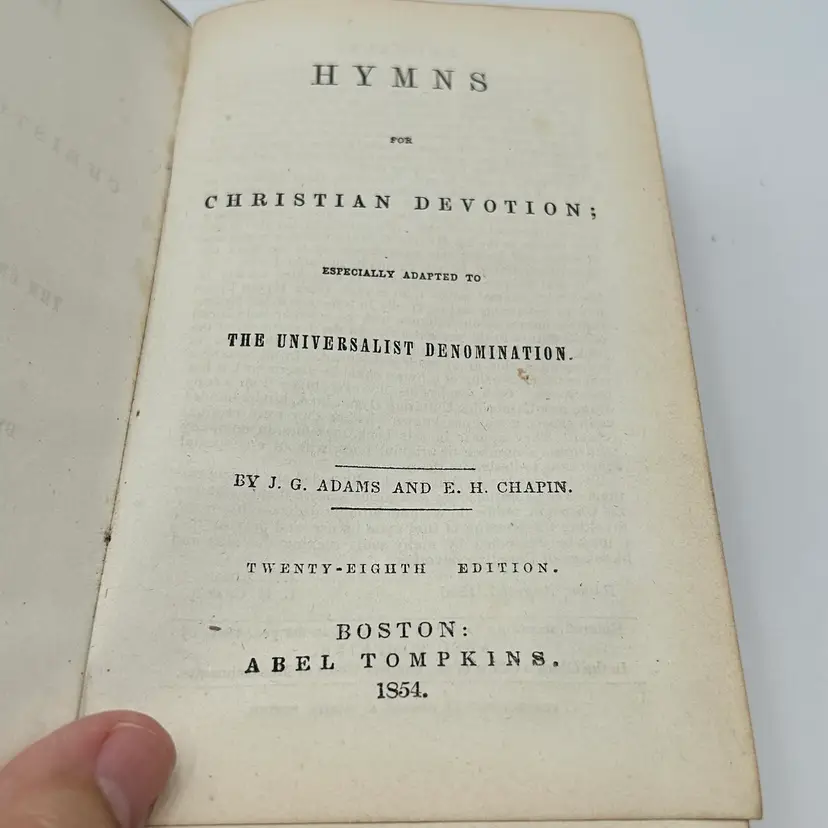 HYMNS
FOR
CHRISTIAN DEVOTION;
ESPECIALLY ADAPTED TO
THE UNIVERSALIST DENOMINATION.
BY J. G. ADAMS AND E. H. CHAPIN.
TWENTY-EIGHTH EDITION.
BOSTON:
ABEL TOMPKINS.
1854.